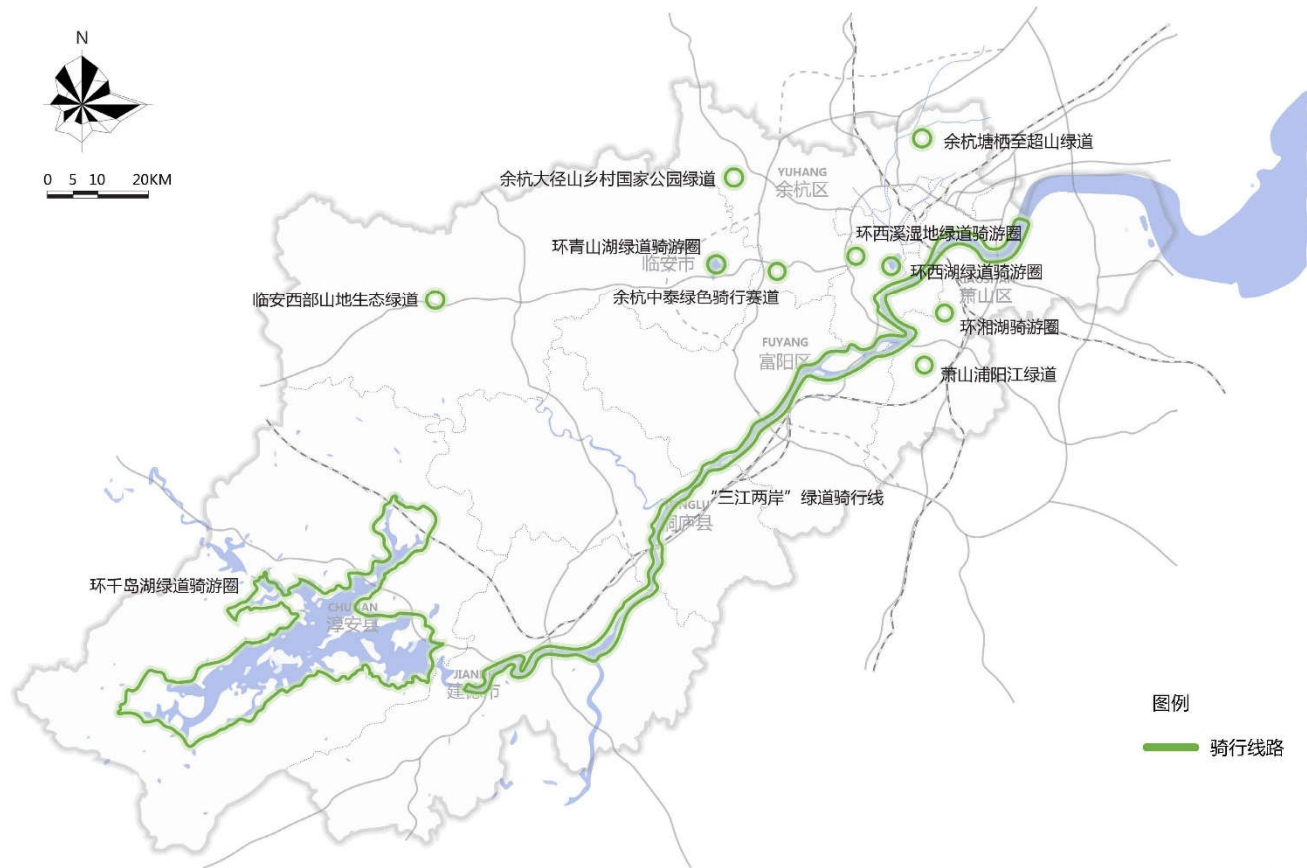 N
0 5 10 20KM
余杭塘栖至超山绿道
余杭大径山乡村国家公园绿道
YUHANG
余杭区
环西溪湿地绿道骑游圈
环青山湖绿道骑游圈
临安市
环西湖绿道骑游圈
萧山区
余杭中泰绿色骑行赛道
临安西部山地生态绿道
环湘湖骑游圈
FUYANG
富阳区
萧山浦阳江绿道
“三江两岸”绿道骑行线
桐庐县
环千岛湖绿道骑游圈
淳安县
建德市
图例
骑行线路